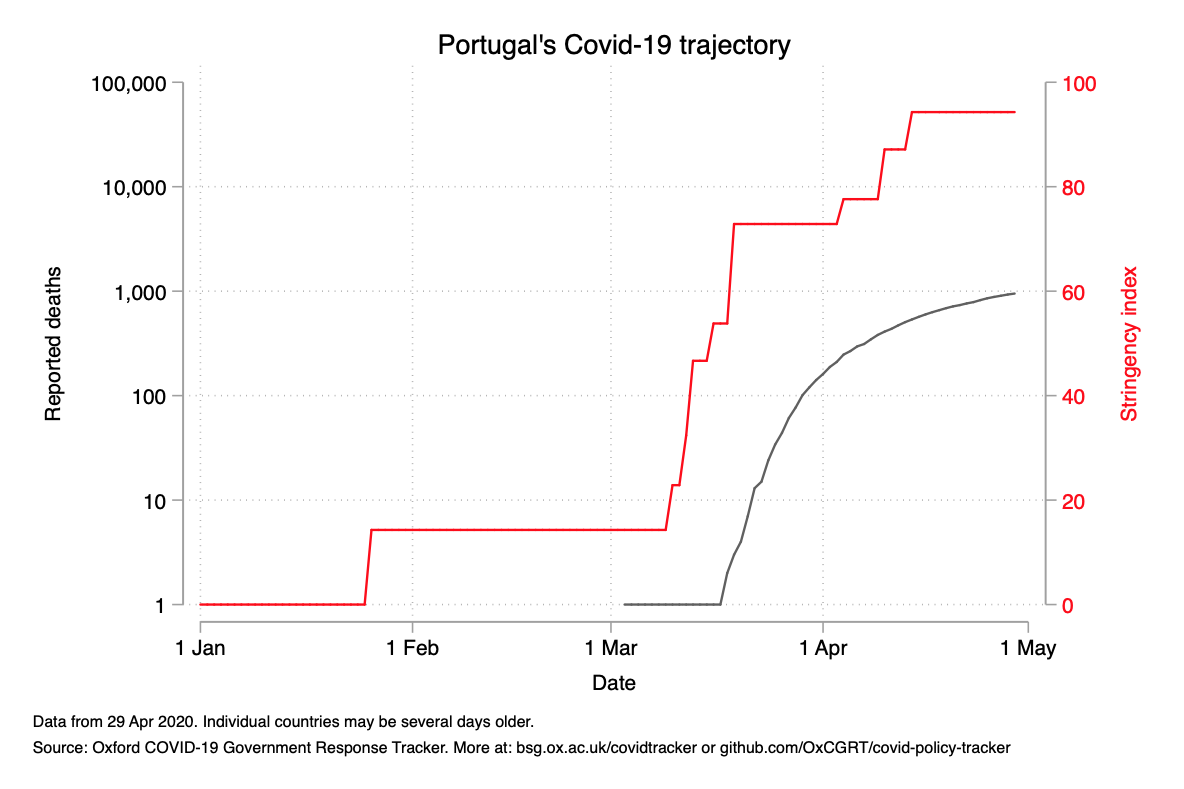 Portugal's Covid-19 trajectory
100,000
10,000
1,000
100
10
1
Reported deaths
100
80
60
40
20
0
Stringency index
1 Jan
1 Feb
1 Mar
1 Apr
1 May
Date
Data from 29 Apr 2020. Individual countries may be several days older.
Source: Oxford COVID-19 Government Response Tracker. More at: bsg.ox.ac.uk/covidtracker or github.com/OxCGRT/covid-policy-tracker